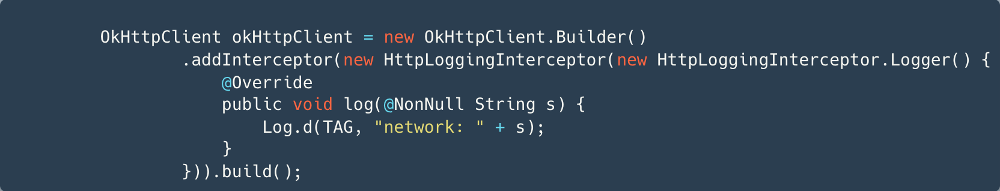 OkHttpClient okHttpClient = new OkHttpClient.Builder()
.addInterceptor(new HttpLoggingInterceptor(new HttpLoggingInterceptor.Logger() {
@Override
public void log(@NonNull String s) {
Log.d(TAG, "network: " + s);
}
})).build();